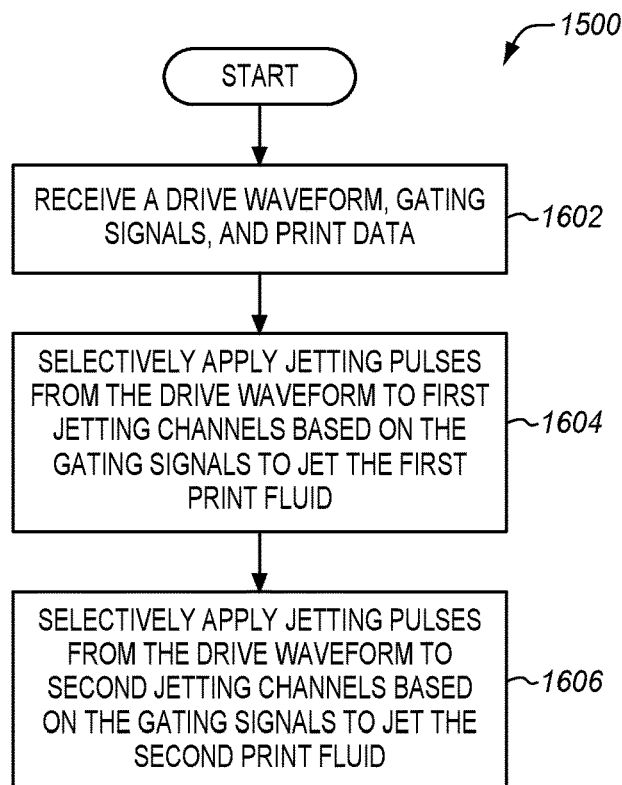 1500
START
RECEIVE A DRIVE WAVEFORM, GATING
SIGNALS, AND PRINT DATA
1602
SELECTIVELY APPLY JETTING PULSES
FROM THE DRIVE WAVEFORM TO FIRST
JETTING CHANNELS BASED ON THE
GATING SIGNALS TO JET THE FIRST
PRINT FLUID
1604
SELECTIVELY APPLY JETTING PULSES
FROM THE DRIVE WAVEFORM TO
SECOND JETTING CHANNELS BASED
ON THE GATING SIGNALS TO JET THE
SECOND PRINT FLUID
1606